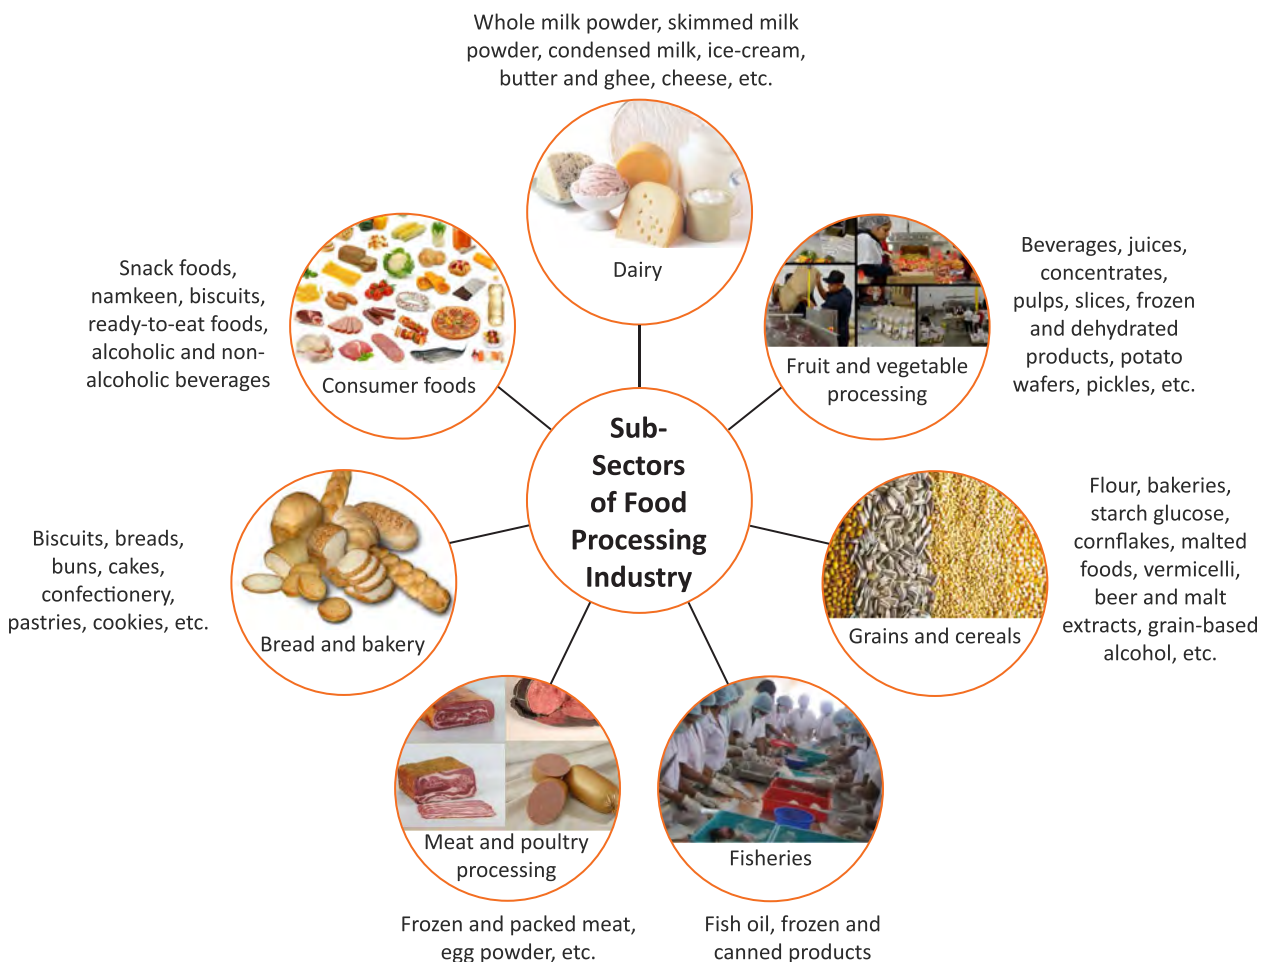 Whole milk powder, skimmed milk
powder, condensed milk, ice-cream,
butter and ghee, cheese, etc.
Dairy
Snack foods,
namkeen, biscuits,
ready-to-eat foods,
alcoholic and non-
alcoholic beverages
Consumer foods
Beverages, juices,
concentrates,
pulps, slices, frozen
and dehydrated
products, potato
wafers, pickles, etc.
Fruit and vegetable
processing
Sub-
Sectors
of Food
Processing
Industry
Biscuits, breads,
buns, cakes,
confectionery,
pastries, cookies, etc.
Bread and bakery
Flour, bakeries,
starch glucose,
cornflakes, malted
foods, vermicelli,
beer and malt
extracts, grain-based
alcohol, etc.
Grains and cereals
Meat and poultry
processing
Frozen and packed meat,
egg powder, etc.
Fisheries
Fish oil, frozen and
canned products